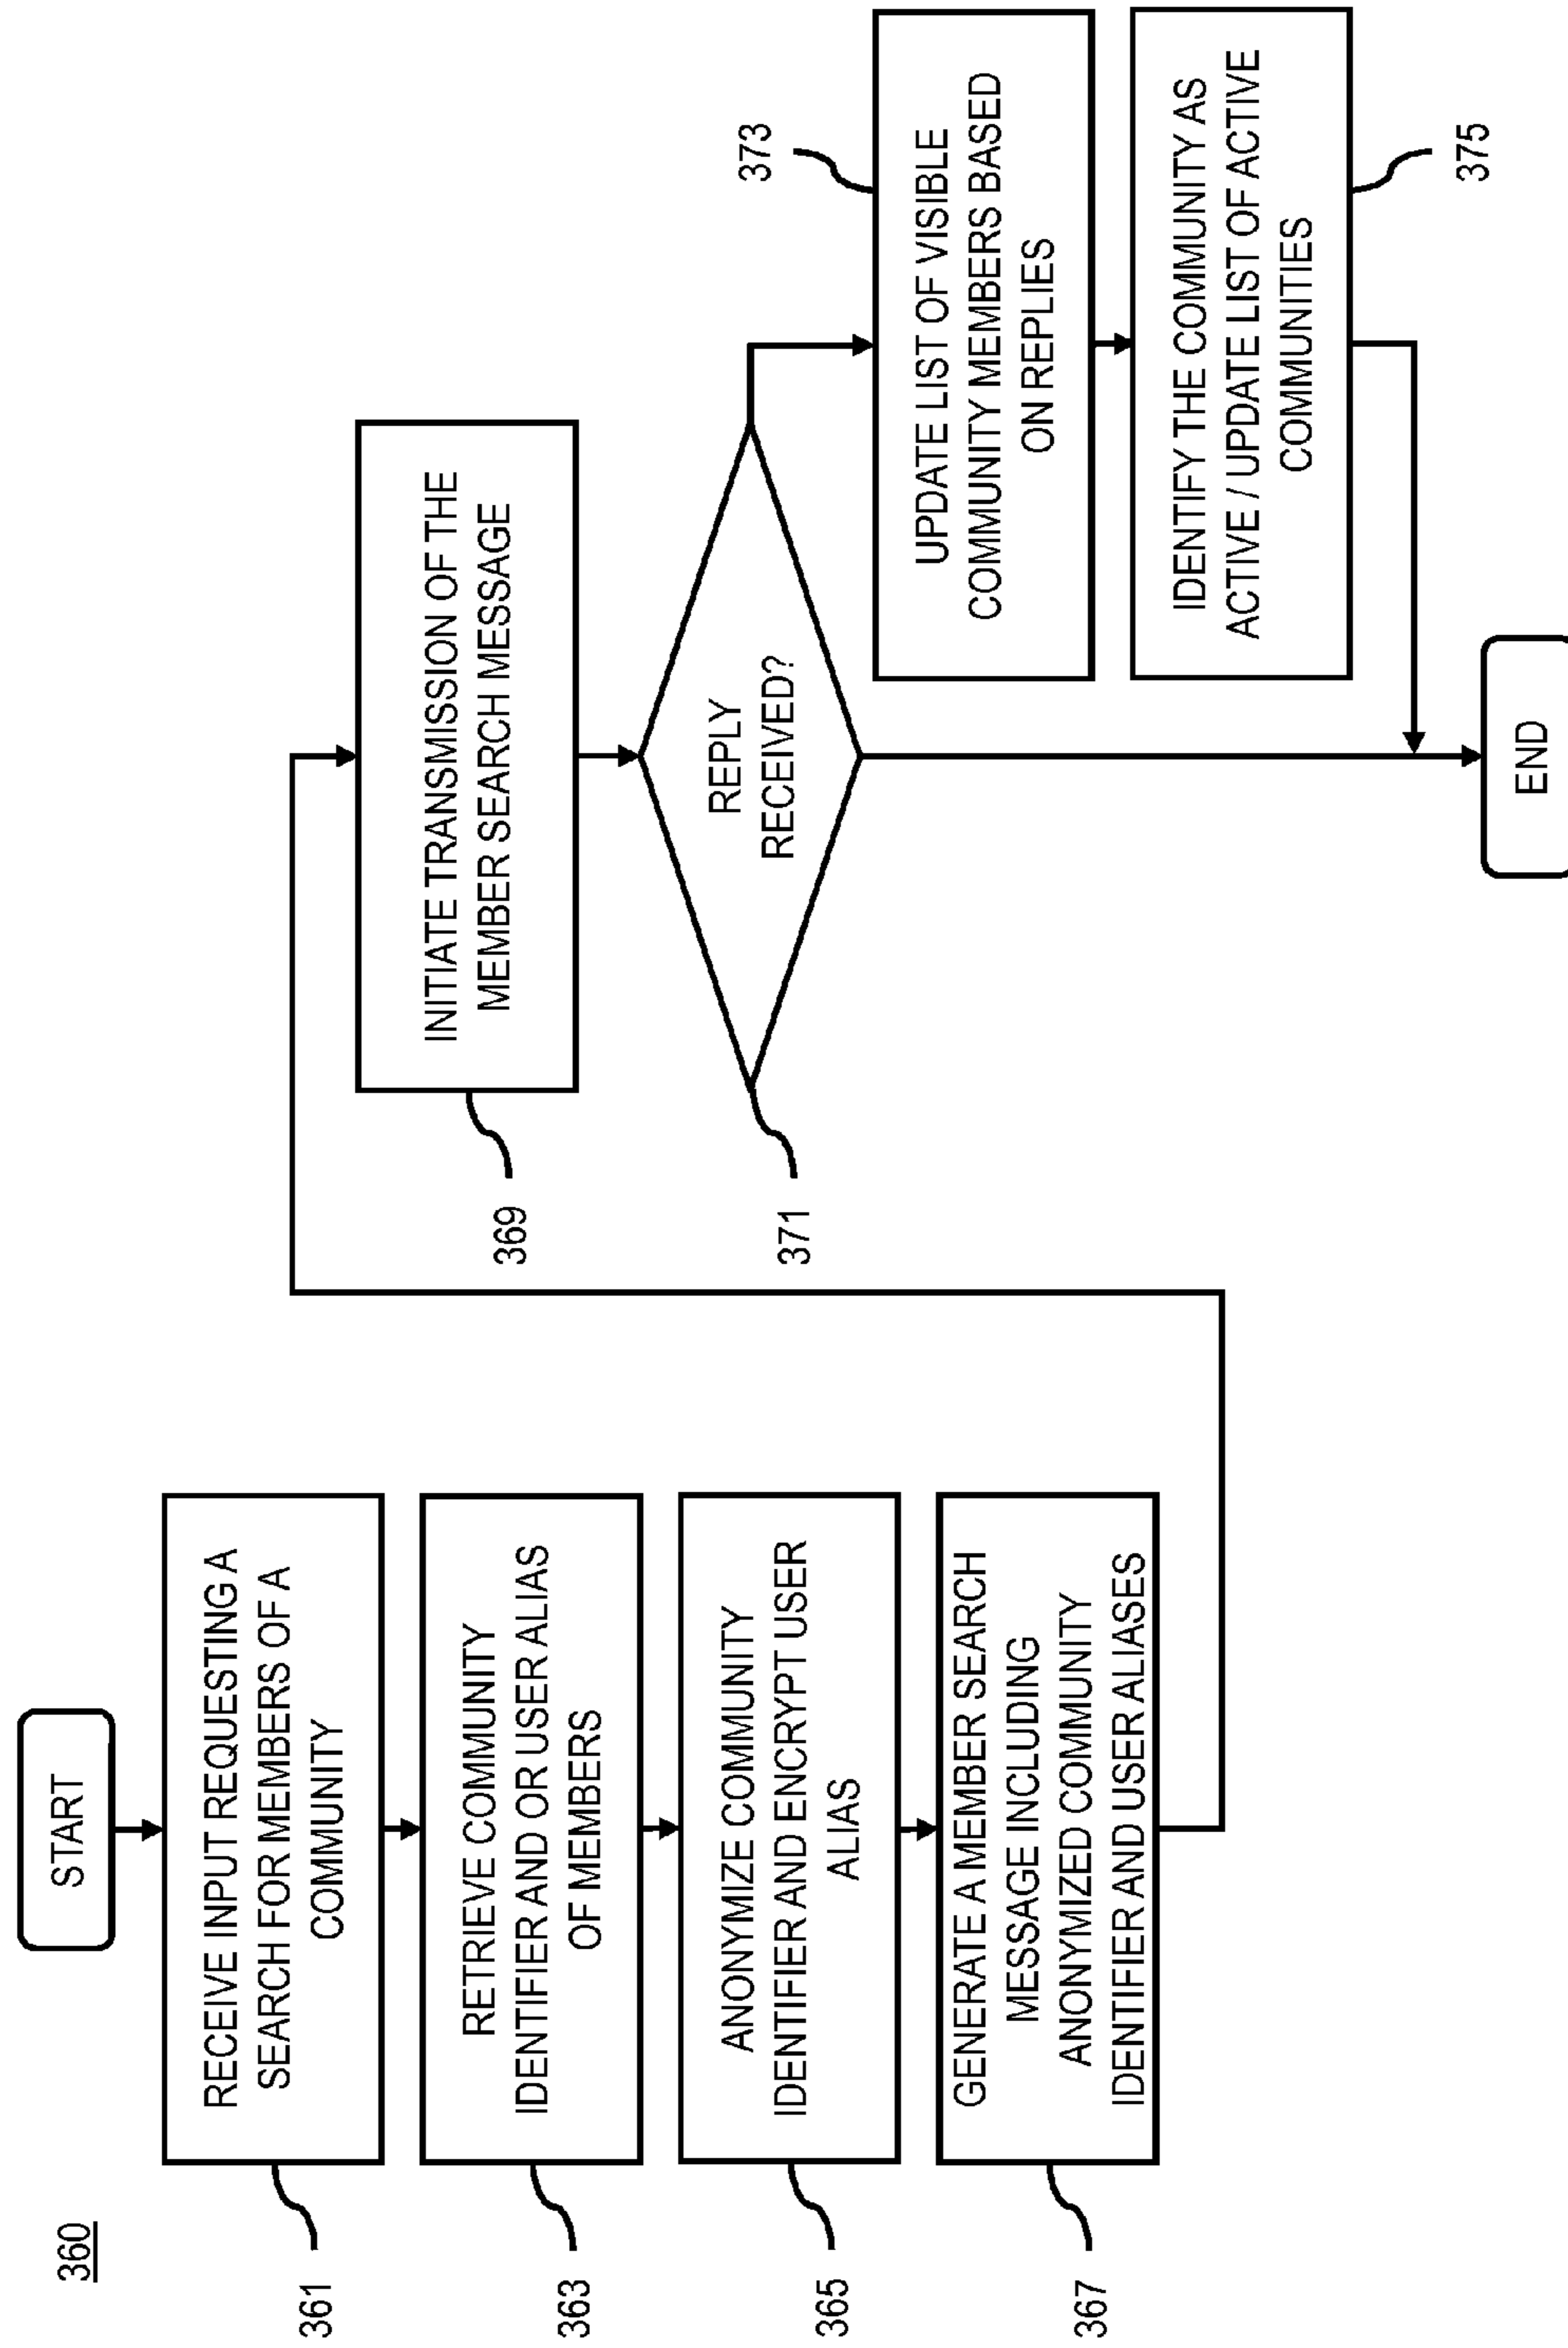 360
START
361
RECEIVE INPUT REQUESTING A
SEARCH FOR MEMBERS OF A
COMMUNITY
363
RETRIEVE COMMUNITY
IDENTIFIER AND OR USER ALIAS
OF MEMBERS
365
ANONYMIZE COMMUNITY
IDENTIFIER AND ENCRYPT USER
ALIAS
367
GENERATE A MEMBER SEARCH
MESSAGE INCLUDING
ANONYMIZED COMMUNITY
IDENTIFIER AND USER ALIASES
369
INITIATE TRANSMISSION OF THE
MEMBER SEARCH MESSAGE
371
REPLY
RECEIVED?
373
UPDATE LIST OF VISIBLE
COMMUNITY MEMBERS BASED
ON REPLIES
IDENTIFY THE COMMUNITY AS
ACTIVE / UPDATE LIST OF ACTIVE
COMMUNITIES
375
END